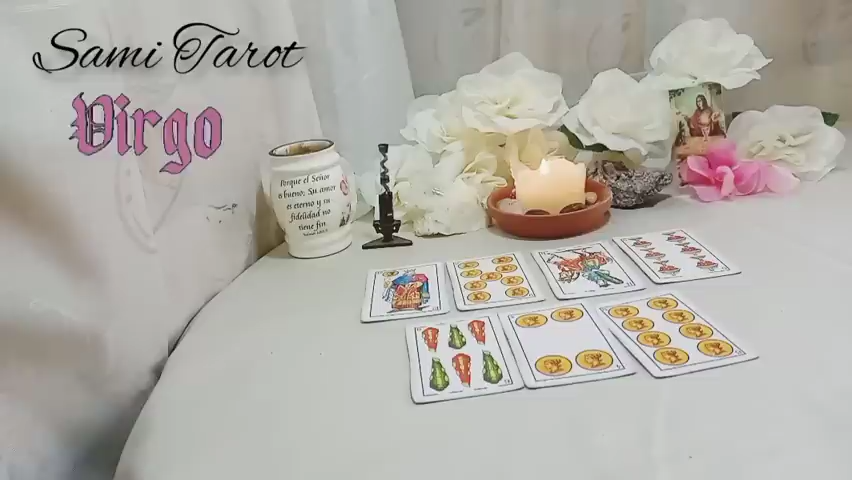 Sami Tarot
Virgo
Porque el Señor
es bueno; Su amor
es eterno y su
fidelidad no
tiene fin